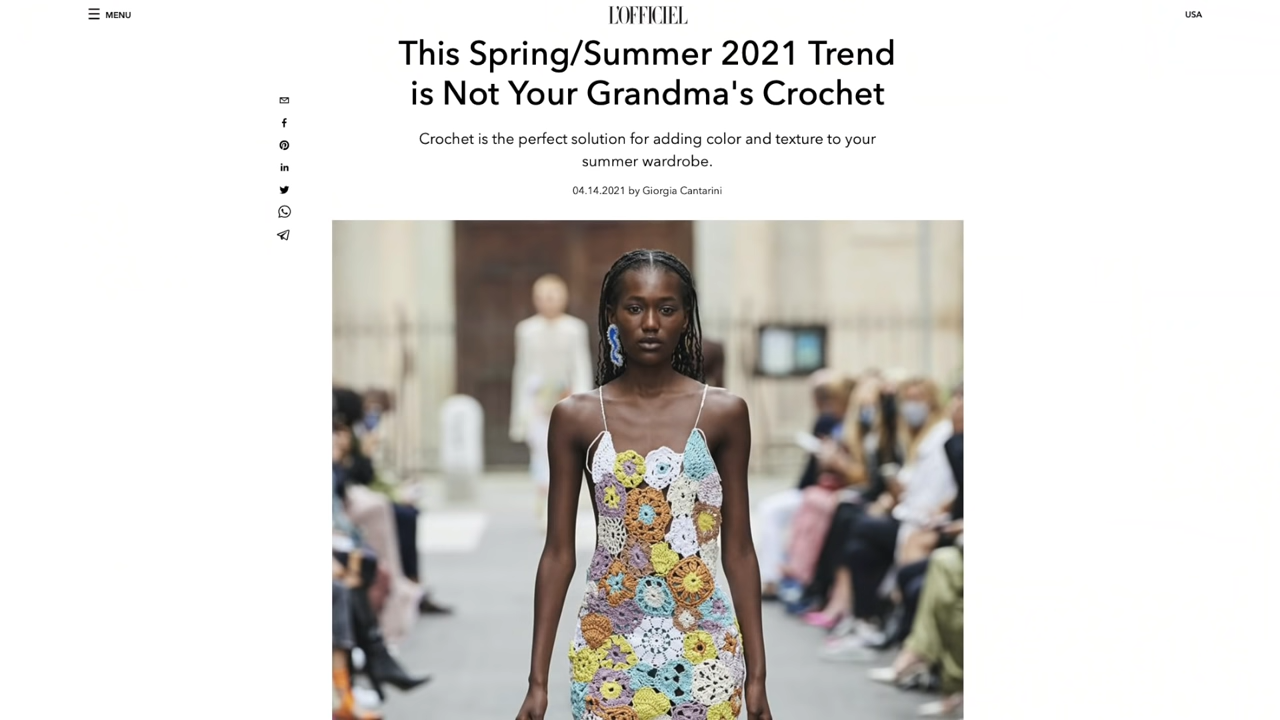 MENU
L'OFFICIEL
USA
This Spring/Summer 2021 Trend
is Not Your Grandma's Crochet
Crochet is the perfect solution for adding color and texture to your
summer wardrobe.
04.14.2021 by Giorgia Cantarini